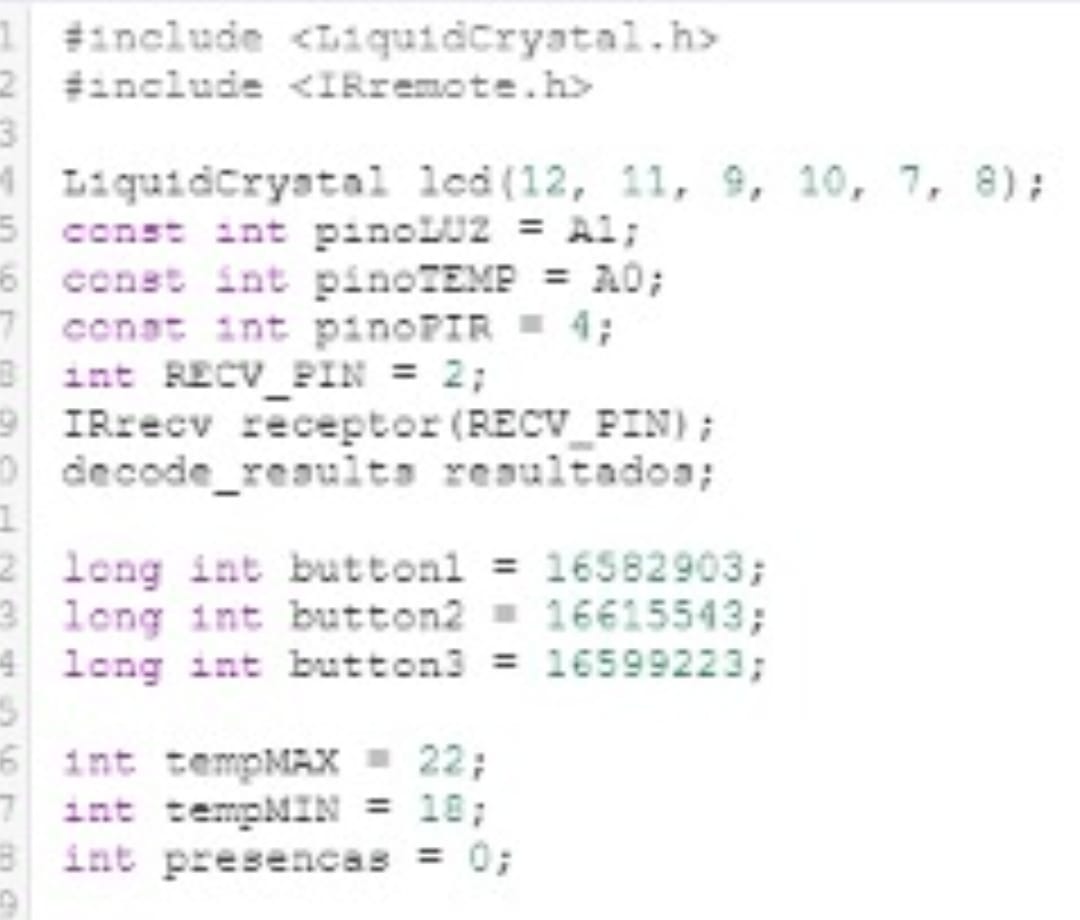 1 #include <LiquidCrystal.h>
2 #include <IRremote.h>
3
4 LiquidCrystal lcd(12, 11, 9, 10, 7, 8);
5 const int pinoLUZ = A1;
6 const int pinoTEMP = A0;
7 const int pinoPIR = 4;
8 int RECV_PIN = 2;
9 IRrecv receptor(RECV_PIN);
0 decode_results resultados;
1
2 long int button1 = 16582903;
3 long int button2 = 16615543;
4 long int button3 = 16599223;
5
6 int tempMAX = 22;
7 int tempMIN = 18;
8 int presencas = 0;
9